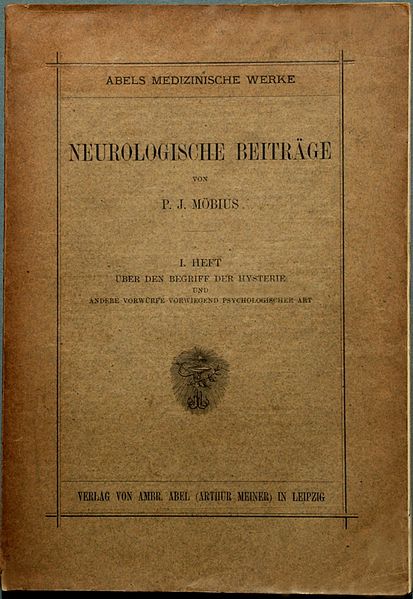 ABELS MEDIZINISCHE WERKE
NEUROLOGISCHE BEITRÄGE
VON
P. J. MÖBIUS.
I. HEFT
ÜBER DEN BEGRIFF DER HYSTERIE
UND
ANDERE VORWÜRFE VORWIEGEND PSYCHOLOGISCHER ART
VERLAG VON AMBR. ABEL (ARTHUR MEINER) IN LEIPZIG